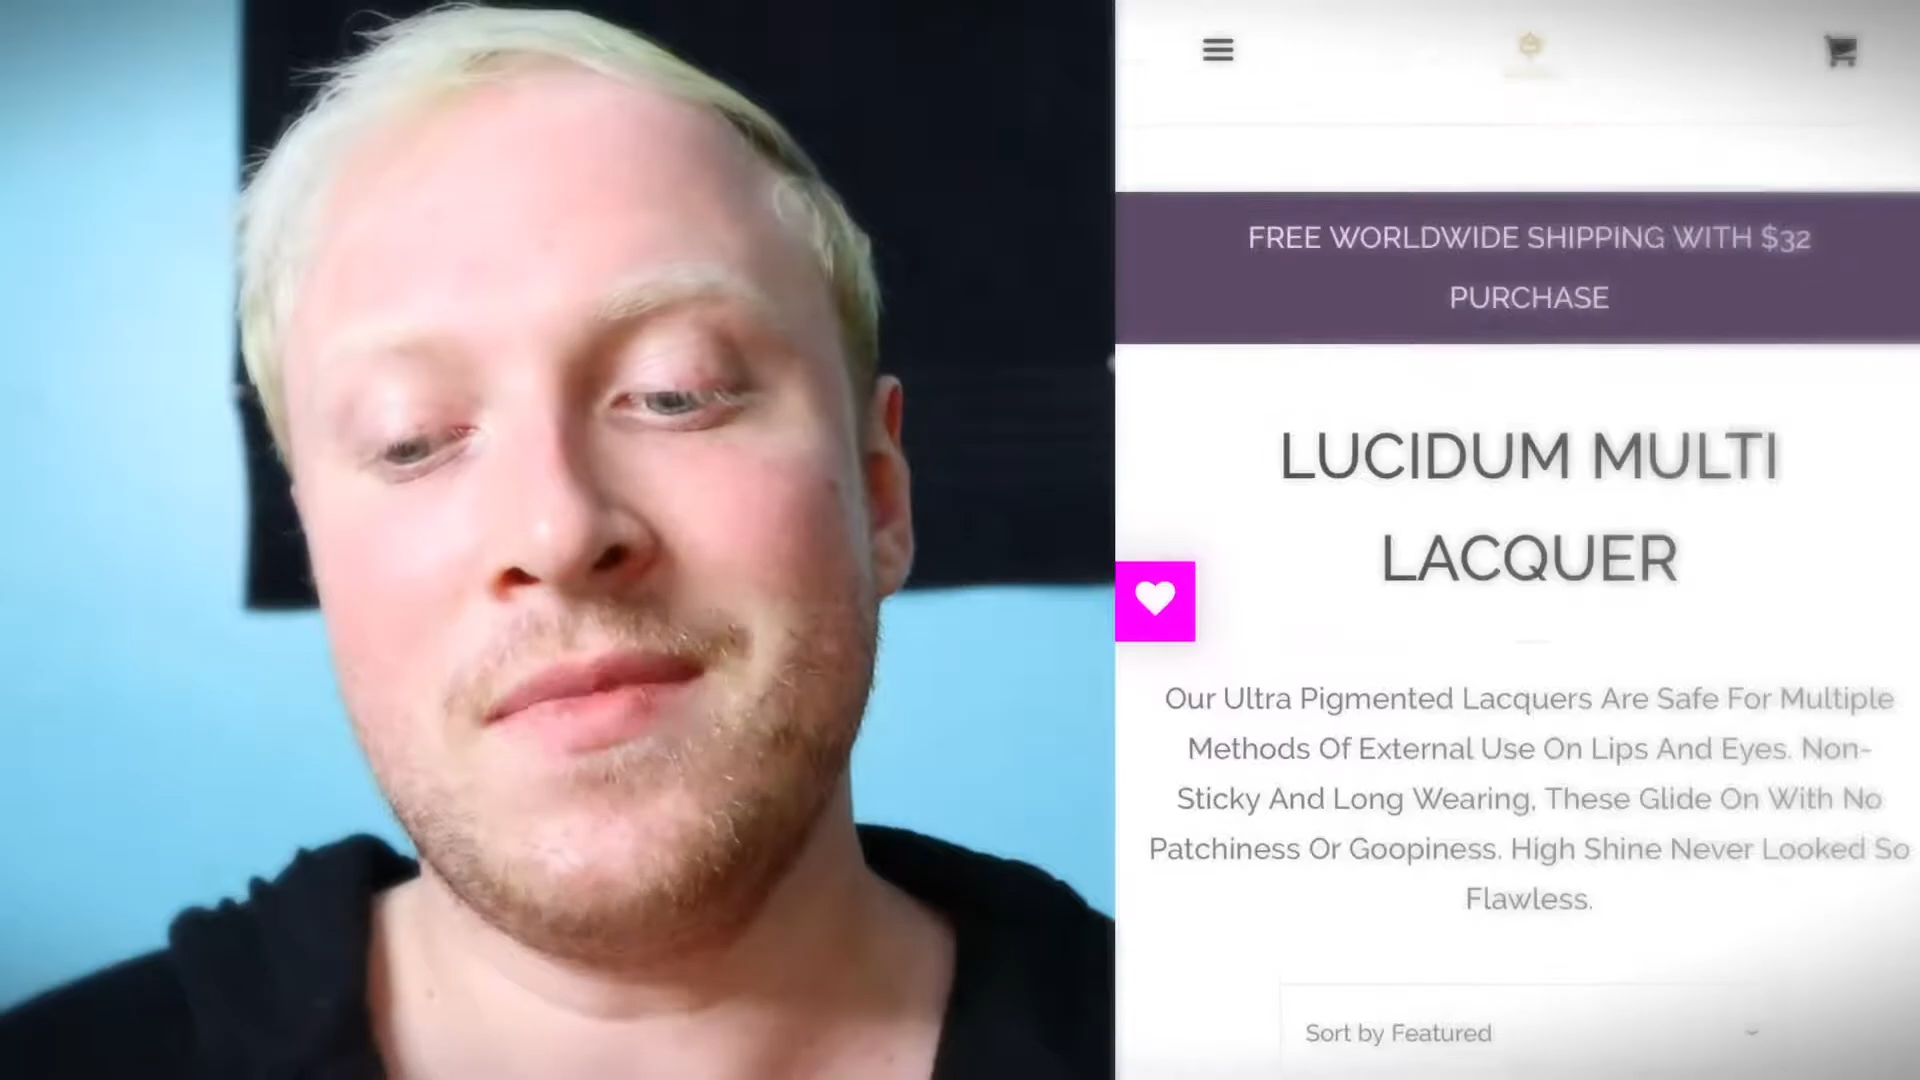 FREE WORLDWIDE SHIPPING WITH $32
PURCHASE
LUCIDUM MULTI
LACQUER
Our Ultra Pigmented Lacquers Are Safe For Multiple
Methods Of External Use On Lips And Eyes. Non-
Sticky And Long Wearing, These Glide On With No
Patchiness Or Goopiness. High Shine Never Looked So
Flawless.
Sort by Featured